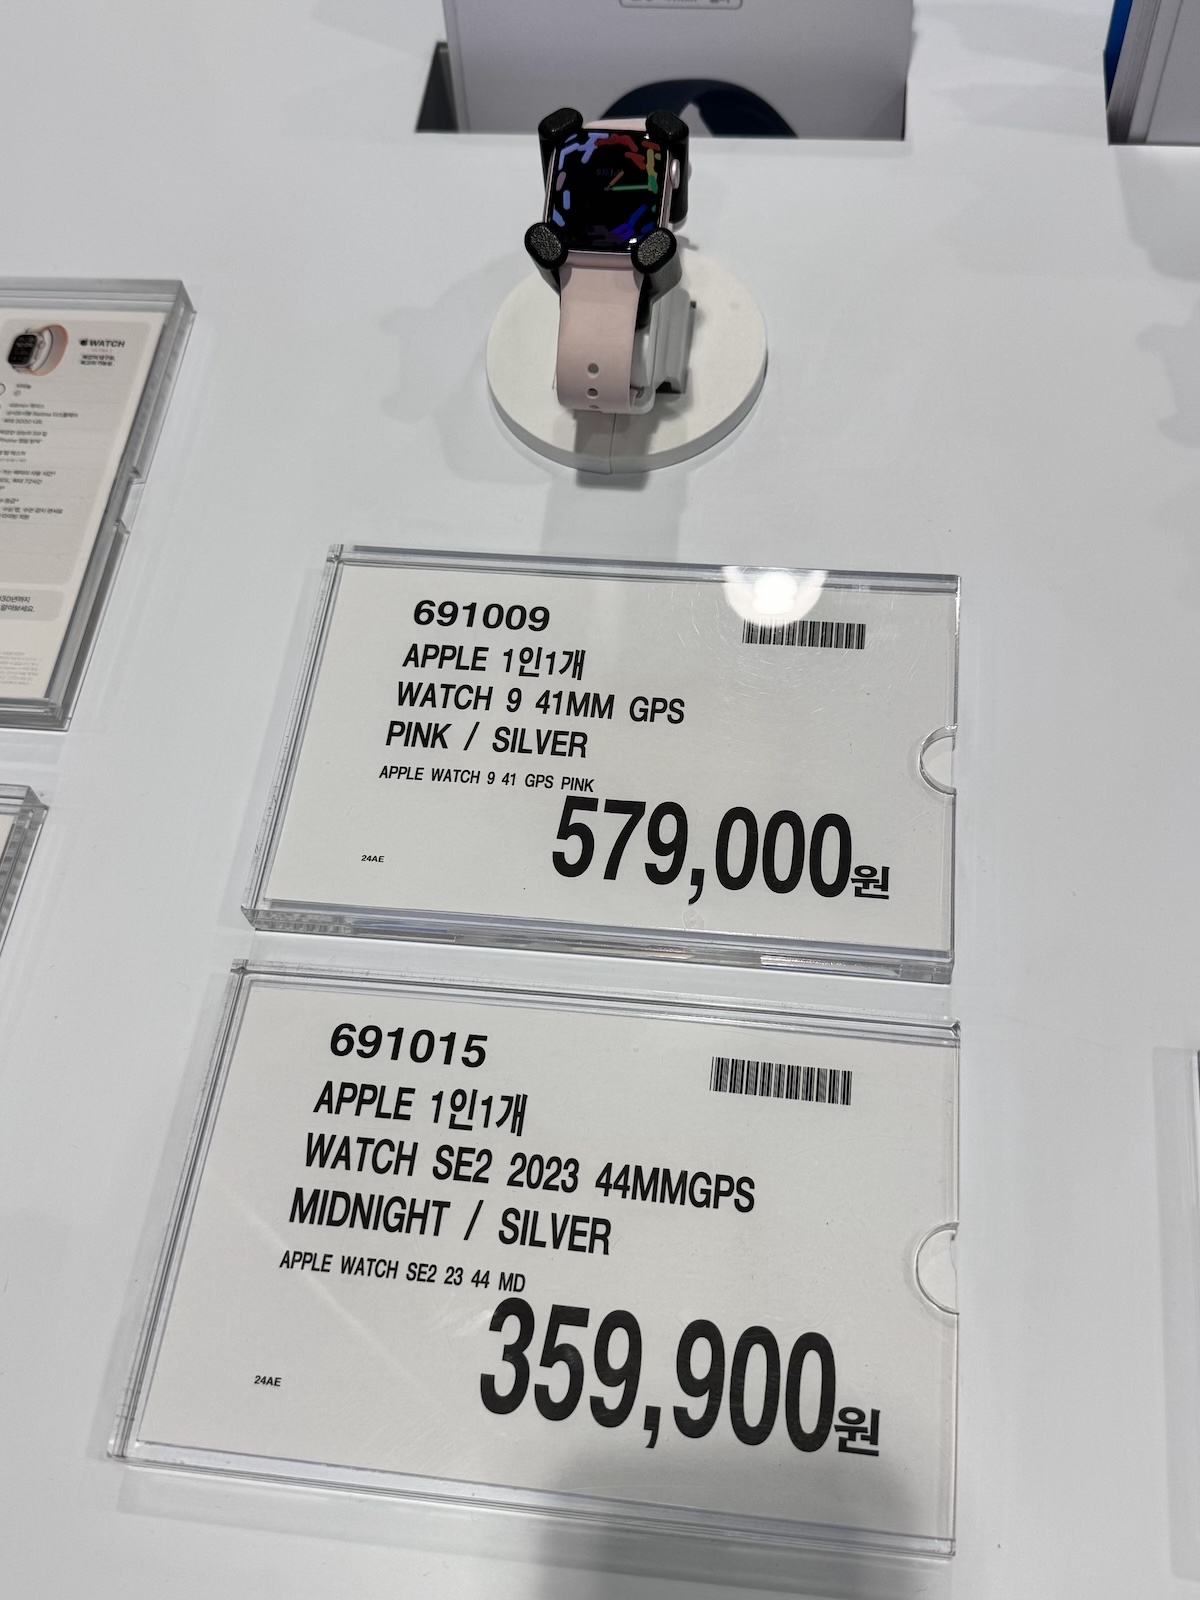 WATCH
691009
APPLE 1인1개
WATCH 9 41MM GPS
PINK / SILVER
APPLE WATCH 9 41 GPS PINK
579,000원
24AE
691015
APPLE 1인1개
WATCH SE2 2023 44MMGPS
MIDNIGHT / SILVER
APPLE WATCH SE2 23 44 MD
359,900원
24AE